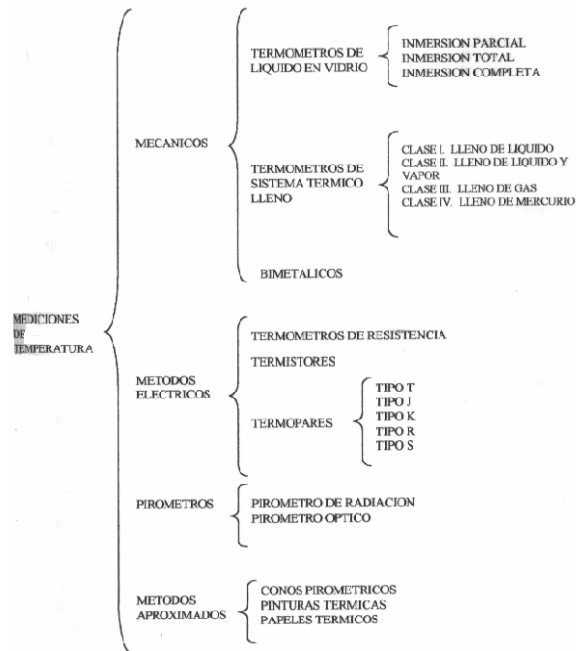 MEDICIONES
DE
TEMPERATURA
MECANICOS
TERMOMETROS DE
LIQUIDO EN VIDRIO
INMERSION PARCIAL
INMERSION TOTAL
INMERSION COMPLETA
TERMOMETROS DE
SISTEMA TERMICO
LLENO
CLASE I. LLENO DE LIQUIDO
CLASE II. LLENO DE LIQUIDO Y
VAPOR
CLASE III. LLENO DE GAS
CLASE IV. LLENO DE MERCURIO
BIMETALICOS
METODOS
ELECTRICOS
TERMOMETROS DE RESISTENCIA
TERMISTORES
TERMOPARES
TIPO T
TIPO J
TIPO K
TIPO R
TIPO S
PIROMETROS
PIROMETRO DE RADIACION
PIROMETRO OPTICO
METODOS
APROXIMADOS
CONOS PIROMETRICOS
PINTURAS TERMICAS
PAPELES TERMICOS